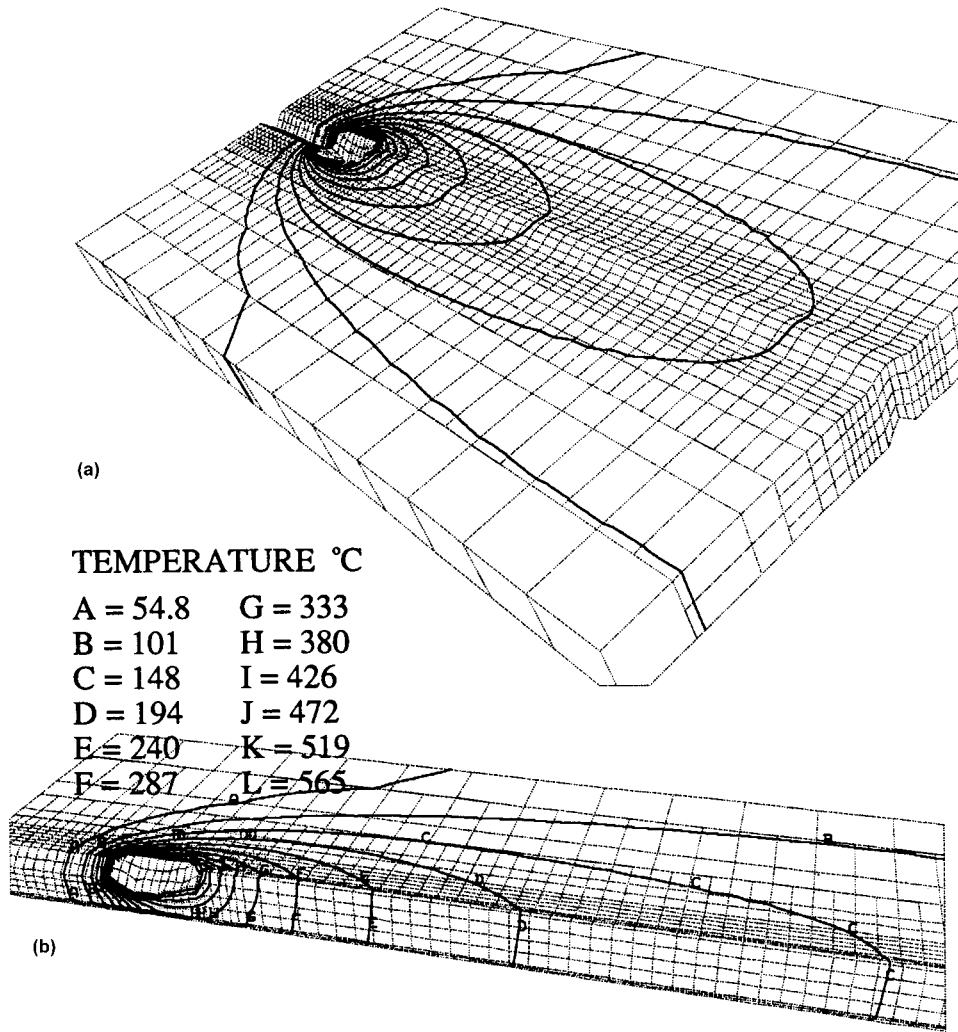 (a)
TEMPERATURE °C
A = 54.8 G = 333
B = 101 H = 380
C = 148 I = 426
D = 194 J = 472
E = 240 K = 519
F = 287 L = 565
(b)